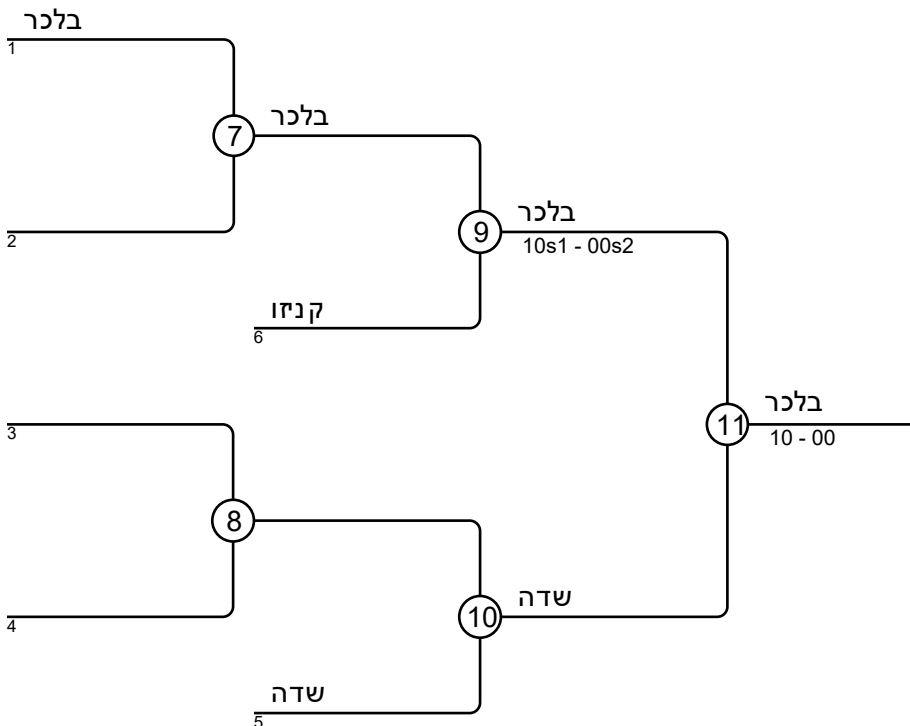 בלכר
1
7
בלכר
2
9
בלכר
10s1 - 00s2
קניזו
6
3
11
בלכר
10 - 00
8
4
10
שדה
שדה
5